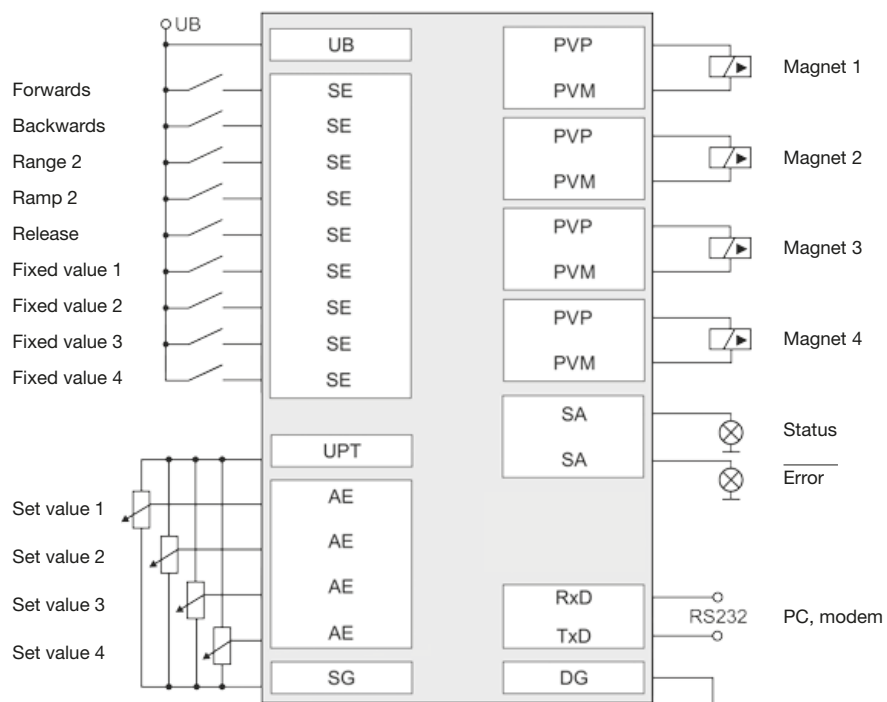 UB
UB
PVP
Magnet 1
Forwards
SE
PVM
Backwards
SE
PVP
Magnet 2
Range 2
SE
Ramp 2
SE
PVM
Release
SE
PVP
Magnet 3
Fixed value 1
SE
PVM
Fixed value 2
SE
PVP
Fixed value 3
SE
Magnet 4
Fixed value 4
SE
PVM
SA
Status
UPT
SA
Error
Set value 1
AE
Set value 2
AE
Set value 3
AE
RxD
RS232
PC, modem
Set value 4
AE
TxD
SG
DG